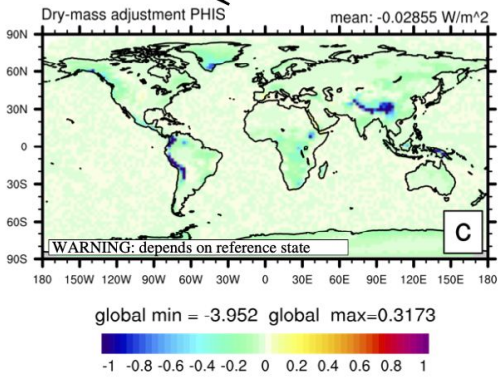 Dry-mass adjustment PHIS mean: -0.02855 W/m^2
90N
60N
30N
0
30S
60S
90S
WARNING: depends on reference state
C
180 150W 120W 90W 60W 30W 0 30E 60E 90E 120E 150E 180
global min = -3.952 global max=0.3173
-1 -0.8 -0.6 -0.4 -0.2 0 0.2 0.4 0.6 0.8 1